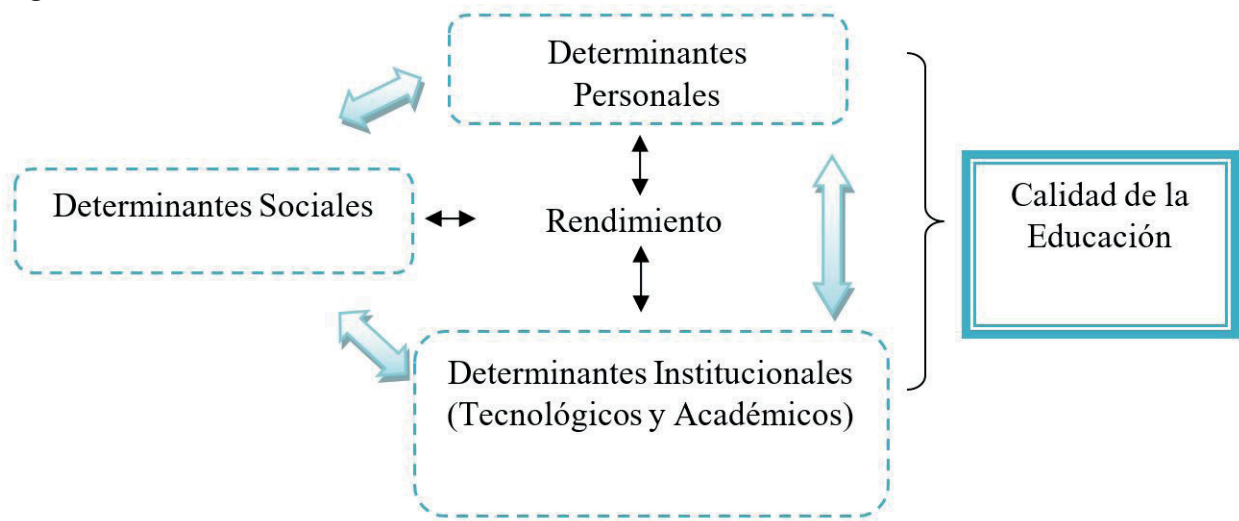 Determinantes
Personales
Determinantes Sociales
Rendimiento
Determinantes Institucionales
(Tecnológicos y Académicos)
Calidad de la
Educación